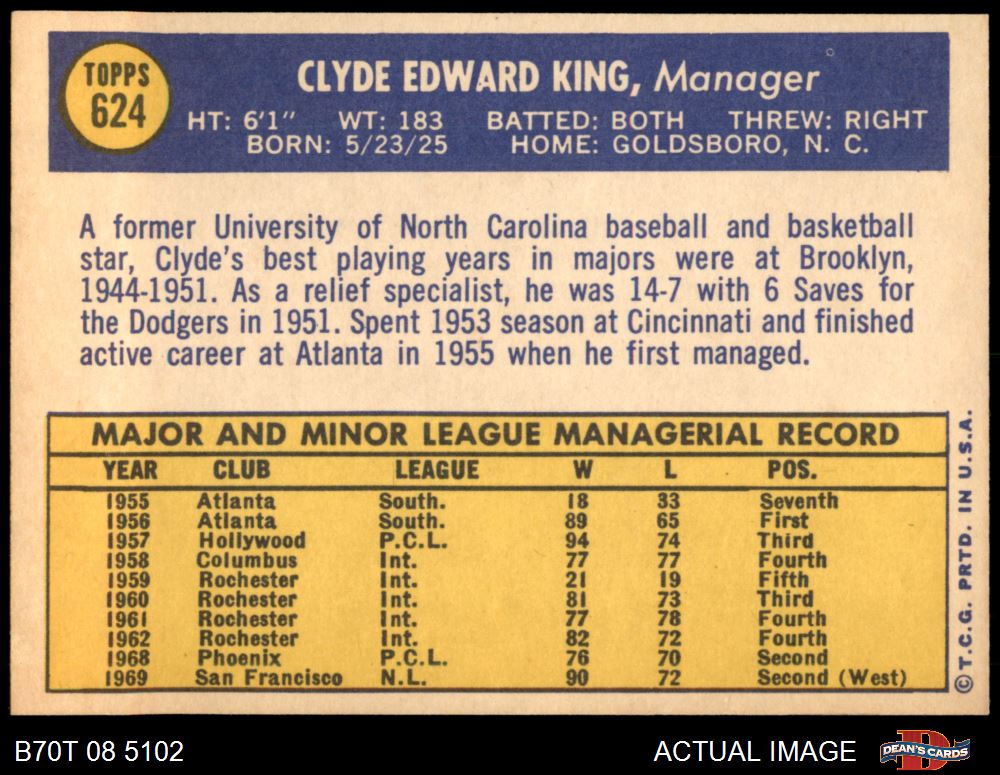 TOPPS
624
CLYDE EDWARD KING, Manager
HT: 6'1" WT: 183 BATTED: BOTH THREW: RIGHT
BORN: 5/23/25 HOME: GOLDSBORO, N. C.
A former University of North Carolina baseball and basketball
star, Clyde's best playing years in majors were at Brooklyn,
1944-1951. As a relief specialist, he was 14-7 with 6 Saves for
the Dodgers in 1951. Spent 1953 season at Cincinnati and finished
active career at Atlanta in 1955 when he first managed.
MAJOR AND MINOR LEAGUE MANAGERIAL RECORD
YEAR CLUB LEAGUE W L POS.
1955 Atlanta South. 18 33 Seventh
1956 Atlanta South. 89 65 First
1957 Hollywood P.C.L. 94 74 Third
1958 Columbus Int. 77 77 Fourth
1959 Rochester Int. 21 19 Fifth
1960 Rochester Int. 81 73 Third
1961 Rochester Int. 77 78 Fourth
1962 Rochester Int. 82 72 Fourth
1968 Phoenix P.C.L. 76 70 Second
1969 San Francisco N.L. 90 72 Second (West)
© T.C.G. PRTD. IN U.S.A.
B70T 08 5102
ACTUAL IMAGE
D
DEAN'S CARDS